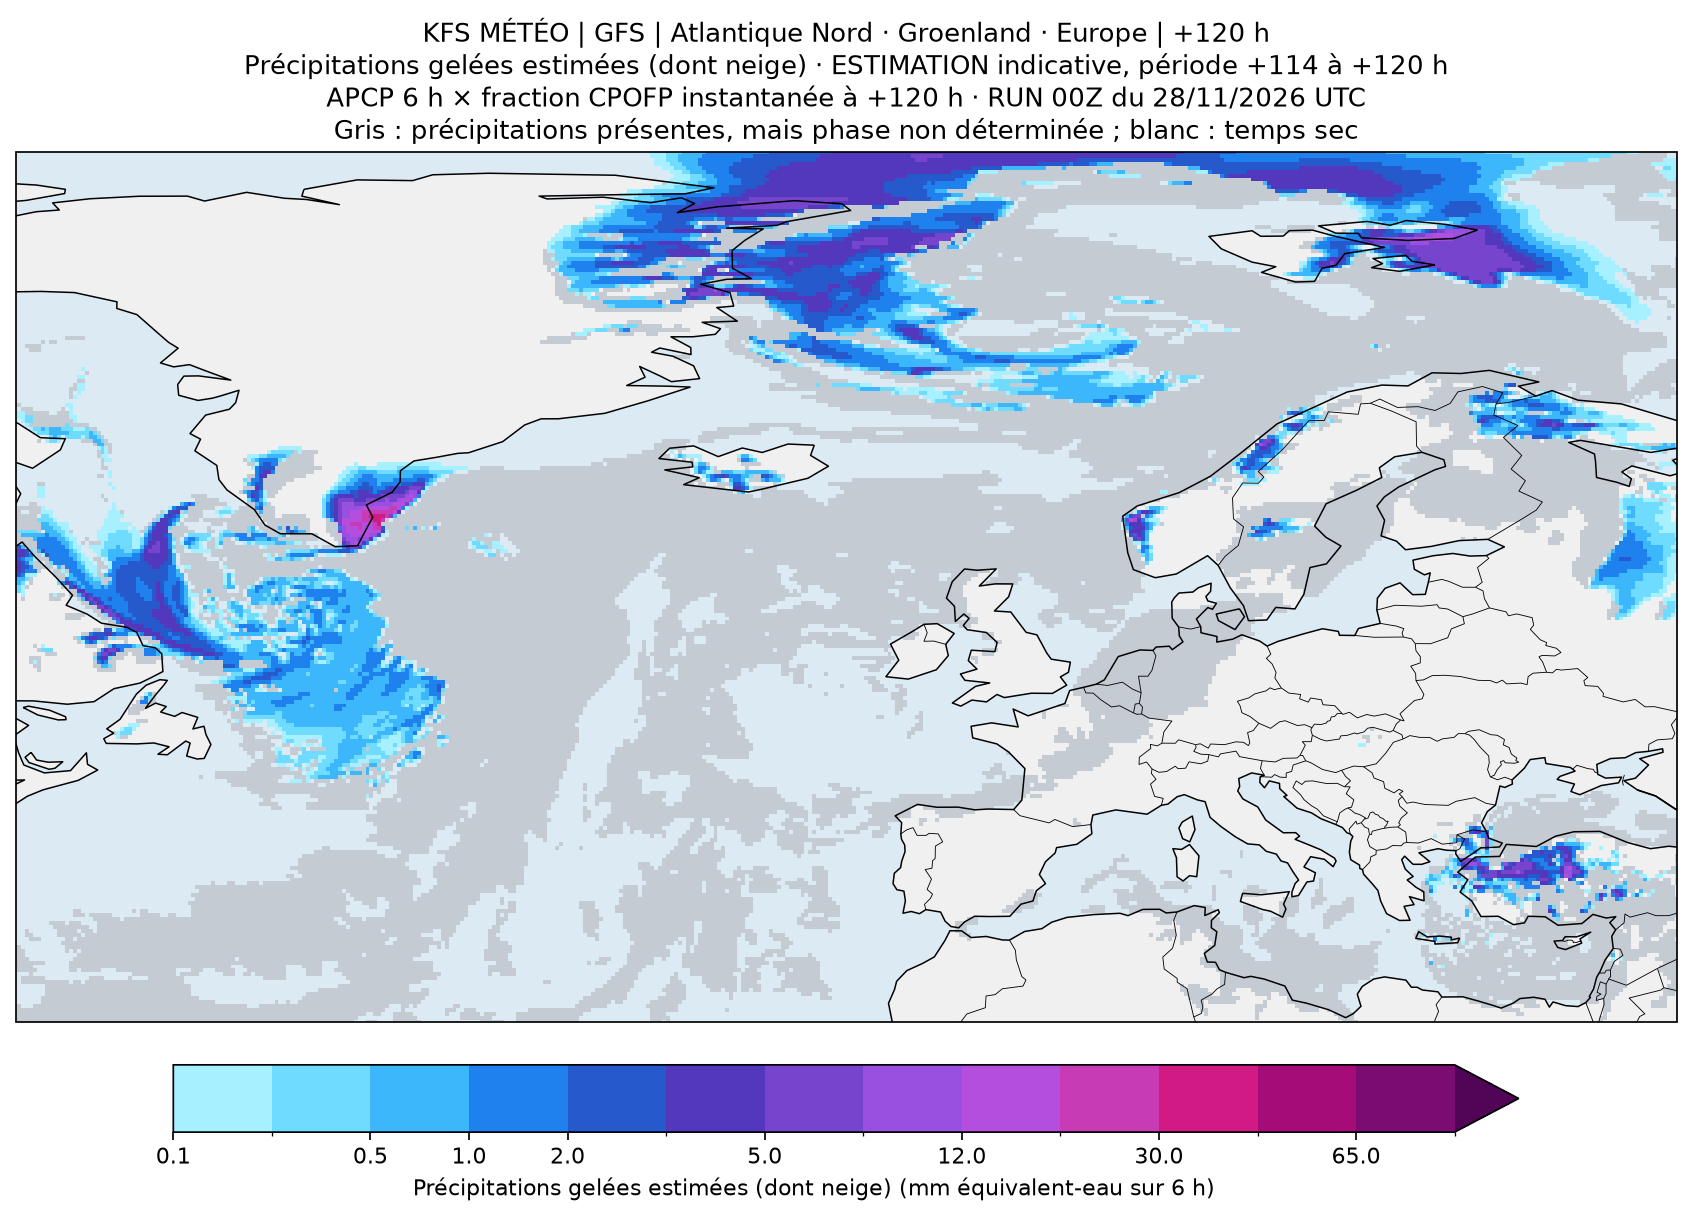 KFS MÉTÉO | GFS | Atlantique Nord · Groenland · Europe | +120 h
Précipitations gelées estimées (dont neige) · ESTIMATION indicative, période +114 à +120 h
APCP 6 h × fraction CPOFP instantanée à +120 h · RUN 00Z du 28/11/2026 UTC
Gris : précipitations présentes, mais phase non déterminée ; blanc : temps sec
0.1 0.5 1.0 2.0 5.0 12.0 30.0 65.0
Précipitations gelées estimées (dont neige) (mm équivalent-eau sur 6 h)